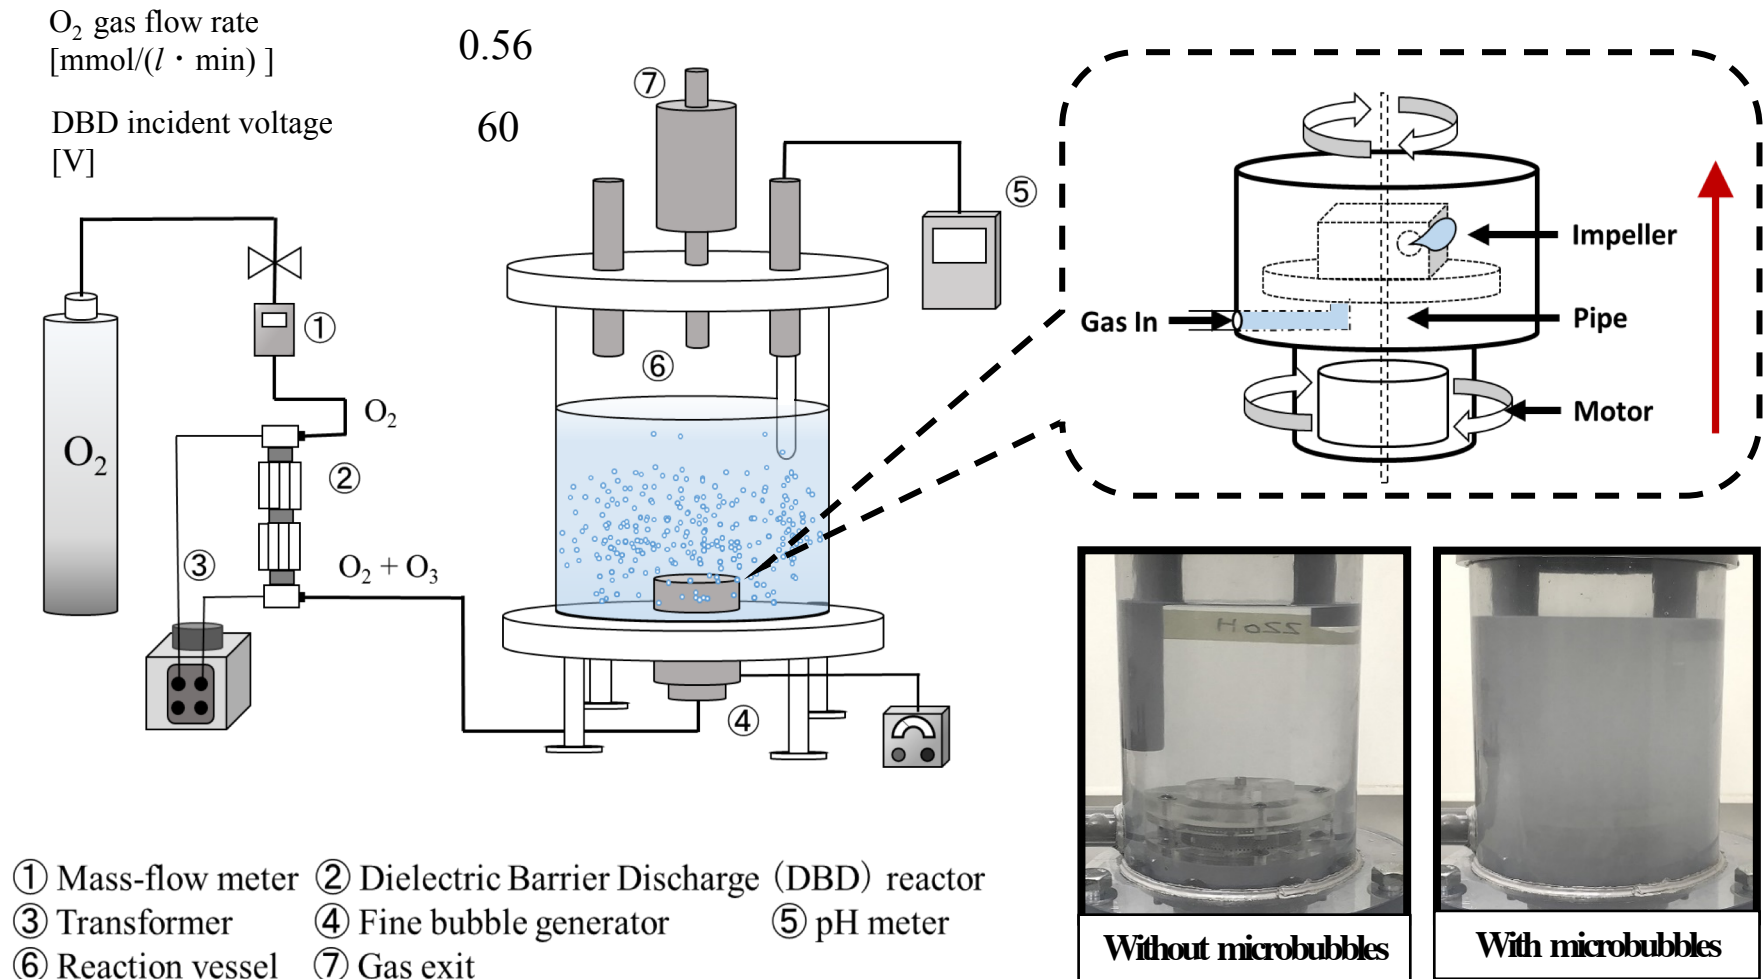 O₂ gas flow rate
[mmol/(l・min) ]
0.56
DBD incident voltage
[V]
60
⑦
⑤
①
O₂
O₂
②
⑥
③
O₂ + O₃
④
Impeller
Gas In
Pipe
Motor
220H
Without microbubbles
With microbubbles
① Mass-flow meter ② Dielectric Barrier Discharge（DBD）reactor
③ Transformer ④ Fine bubble generator ⑤ pH meter
⑥ Reaction vessel ⑦ Gas exit